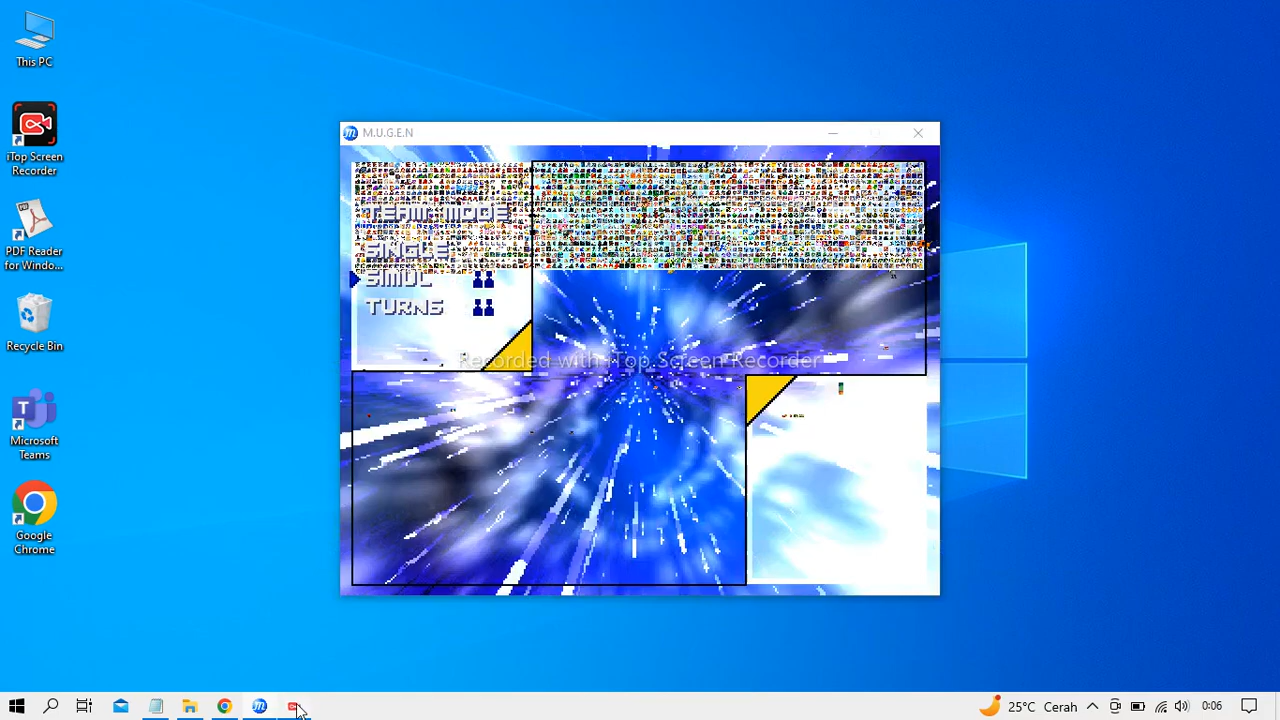 This PC
iTop Screen
Recorder
PDF Reader
for Windo...
Recycle Bin
Microsoft
Teams
Google
Chrome
M.U.G.E.N
TEAM MODE
SINGLE
SIMUL
TURNS
Recorded with iTop Screen Recorder
25°C Cerah
0:06